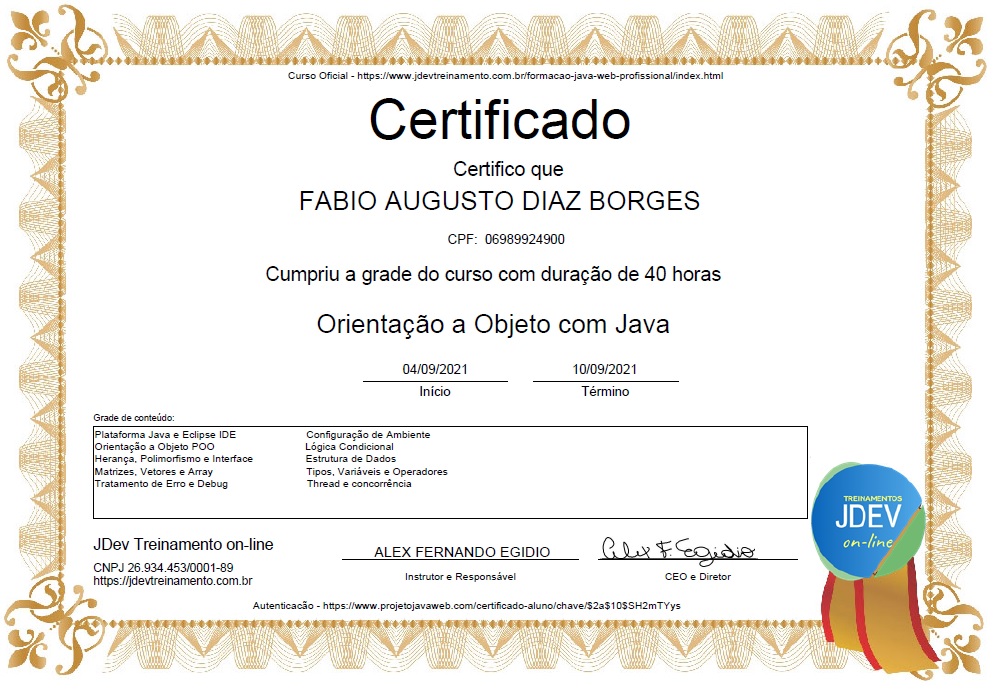 Curso Oficial - https://www.jdevtreinamento.com.br/formacao-java-web-profissional/index.html
Certificado
Certifico que
FABIO AUGUSTO DIAZ BORGES
CPF: 06989924900
Cumpriu a grade do curso com duração de 40 horas
Orientação a Objeto com Java
04/09/2021 10/09/2021
Início Término
Grade de conteúdo:
Plataforma Java e Eclipse IDE Configuração de Ambiente
Orientação a Objeto POO Lógica Condicional
Herança, Polimorfismo e Interface Estrutura de Dados
Matrizes, Vetores e Array Tipos, Variáveis e Operadores
Tratamento de Erro e Debug Thread e concorrência
TREINAMENTOS
JDEV
on-line
JDev Treinamento on-line
CNPJ 26.934.453/0001-89
https://jdevtreinamento.com.br
ALEX FERNANDO EGIDIO Alex F. Egidio
Instrutor e Responsável CEO e Diretor
Autenticacão - https://www.projetojavaweb.com/certificado-aluno/chave/$2a$10$SH2mTYys